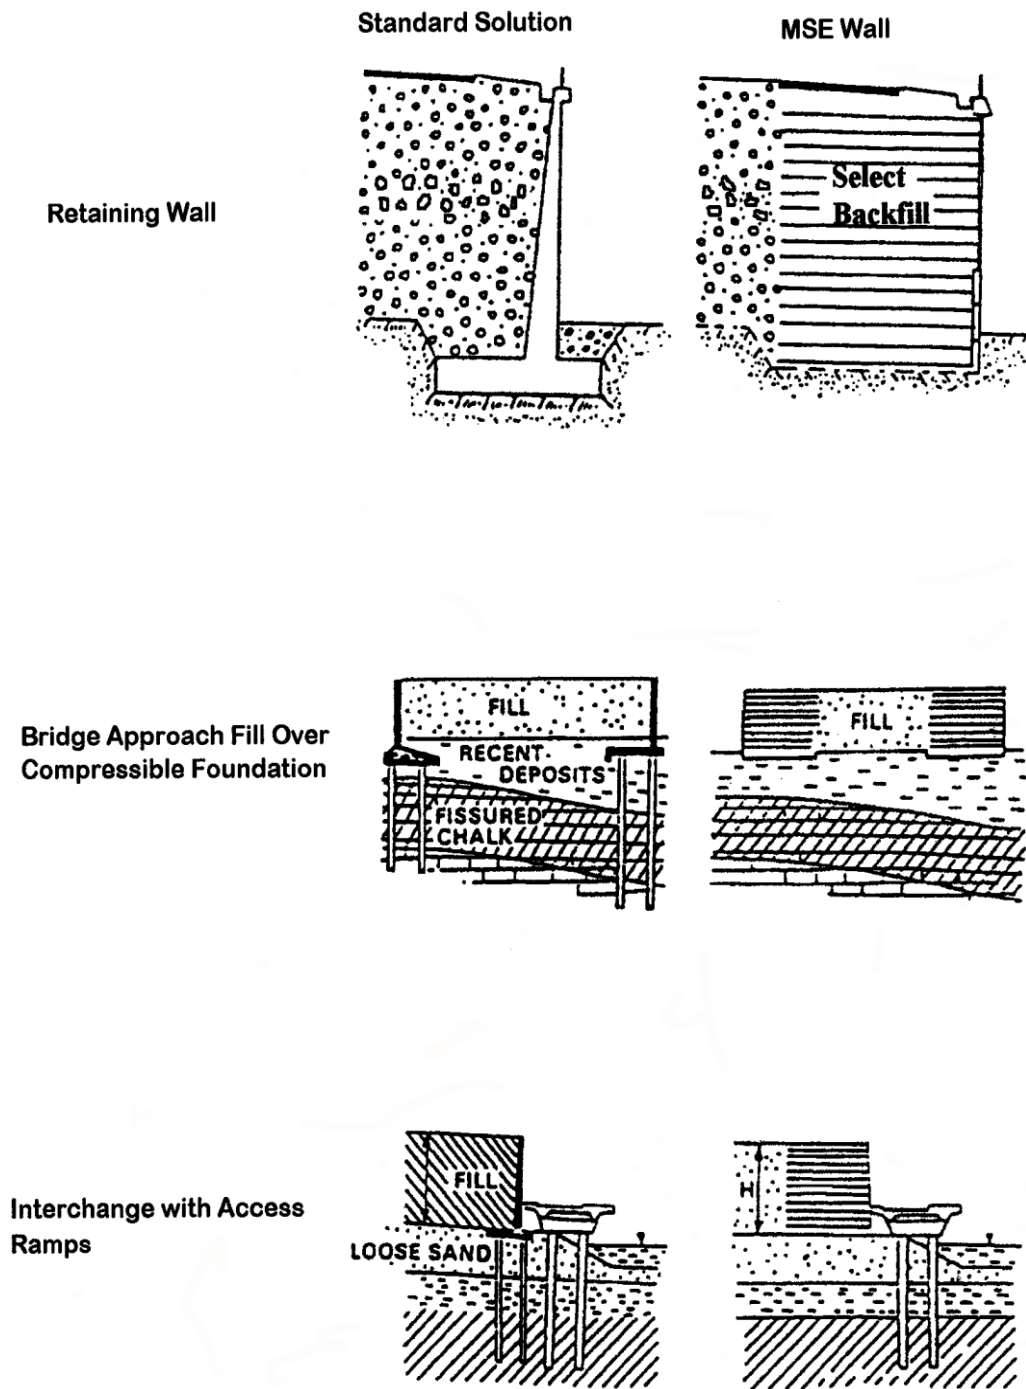 Standard Solution
MSE Wall
Retaining Wall
Select
Backfill
Bridge Approach Fill Over
Compressible Foundation
FILL
RECENT
DEPOSITS
FISSURED
CHALK
FILL
Interchange with Access
Ramps
FILL
LOOSE SAND
H